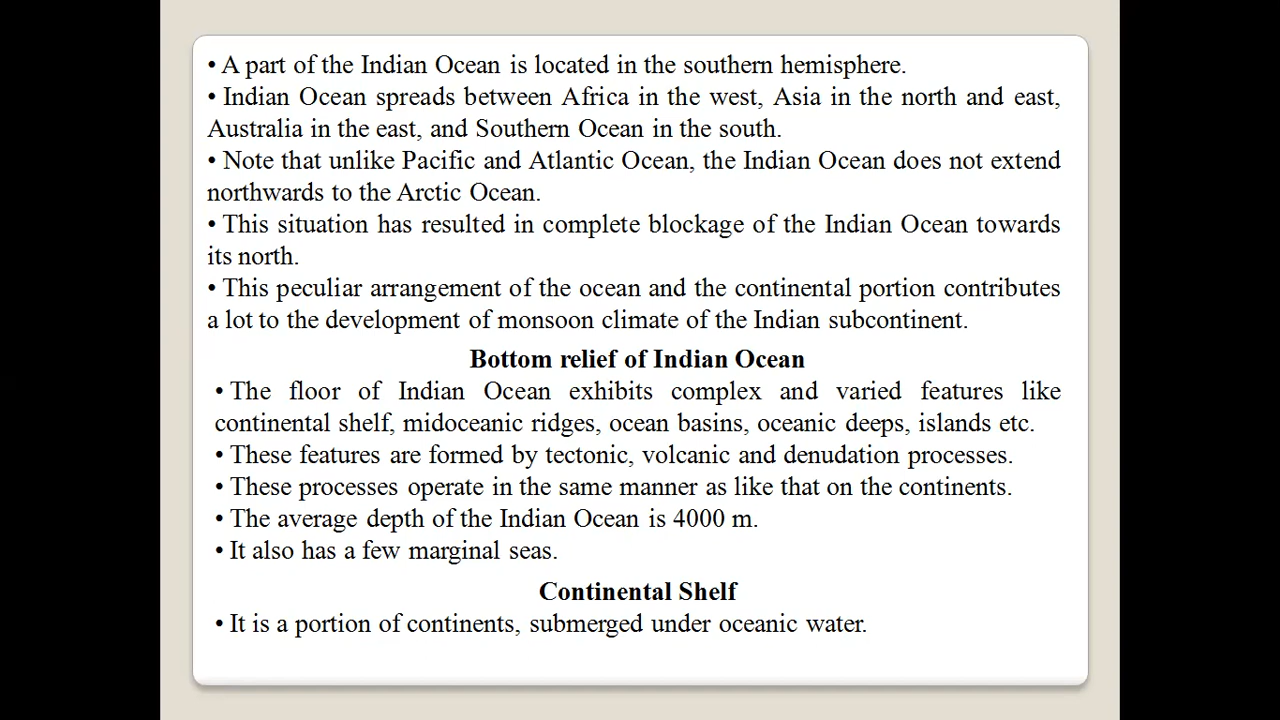 • A part of the Indian Ocean is located in the southern hemisphere.
• Indian Ocean spreads between Africa in the west, Asia in the north and east,
Australia in the east, and Southern Ocean in the south.
• Note that unlike Pacific and Atlantic Ocean, the Indian Ocean does not extend
northwards to the Arctic Ocean.
• This situation has resulted in complete blockage of the Indian Ocean towards
its north.
• This peculiar arrangement of the ocean and the continental portion contributes
a lot to the development of monsoon climate of the Indian subcontinent.
Bottom relief of Indian Ocean
• The floor of Indian Ocean exhibits complex and varied features like
continental shelf, midoceanic ridges, ocean basins, oceanic deeps, islands etc.
• These features are formed by tectonic, volcanic and denudation processes.
• These processes operate in the same manner as like that on the continents.
• The average depth of the Indian Ocean is 4000 m.
• It also has a few marginal seas.
Continental Shelf
• It is a portion of continents, submerged under oceanic water.